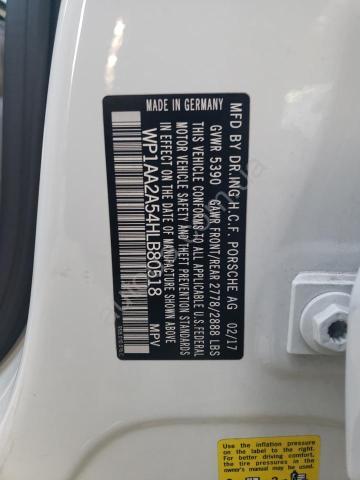 MFD BY DR.ING. h.c.F. PORSCHE AG 02/17
GVWR 5390 GAWR FRONT/REAR 2778/2888 LBS
THIS VEHICLE CONFORMS TO ALL APPLICABLE U.S. FEDERAL
MOTOR VEHICLE SAFETY AND THEFT PREVENTION STANDARDS
IN EFFECT ON THE DATE OF MANUFACTURE SHOWN ABOVE
WP1AA2A54HLB80518 MPV
MADE IN GERMANY
Use the inflation pressure
on a label to the right.
For better driving comfort,
the tire pressures in the
owner's manual may be used.